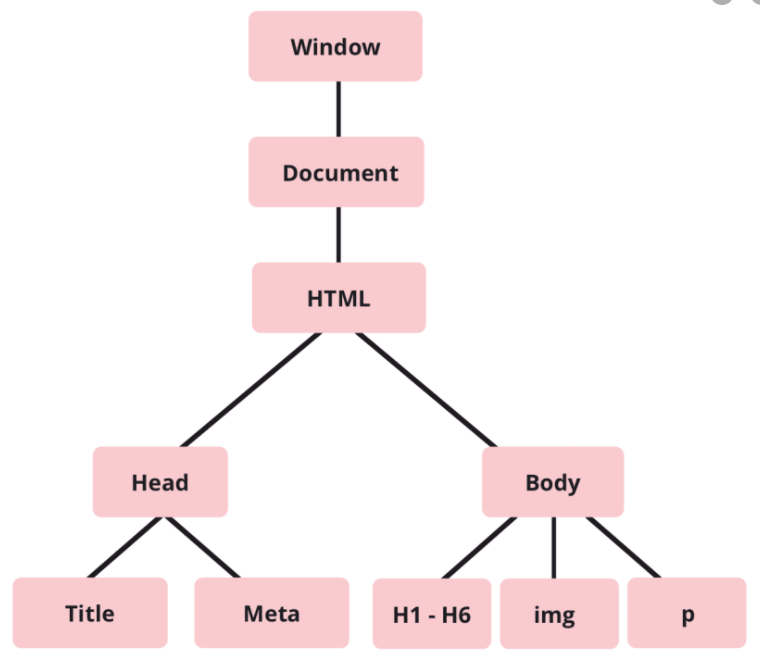 Window
Document
HTML
Head
Body
Title
Meta
H1 - H6
img
p